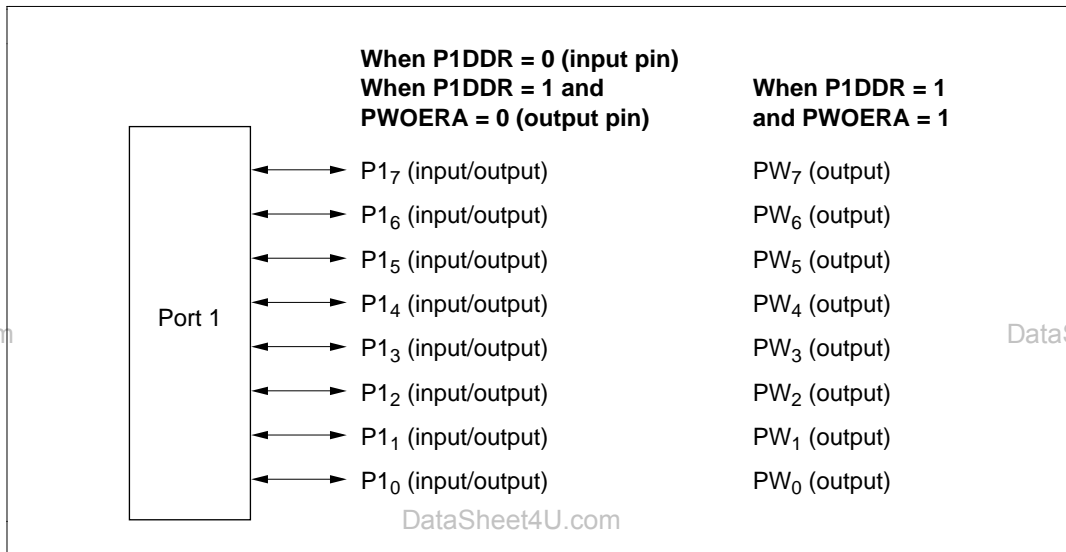 When P1DDR = 0 (input pin)
When P1DDR = 1 and
PWOERA = 0 (output pin)
When P1DDR = 1
and PWOERA = 1
Port 1
P1₇ (input/output) PW₇ (output)
P1₆ (input/output) PW₆ (output)
P1₅ (input/output) PW₅ (output)
P1₄ (input/output) PW₄ (output)
P1₃ (input/output) PW₃ (output)
P1₂ (input/output) PW₂ (output)
P1₁ (input/output) PW₁ (output)
P1₀ (input/output) PW₀ (output)
DataSheet4U.com